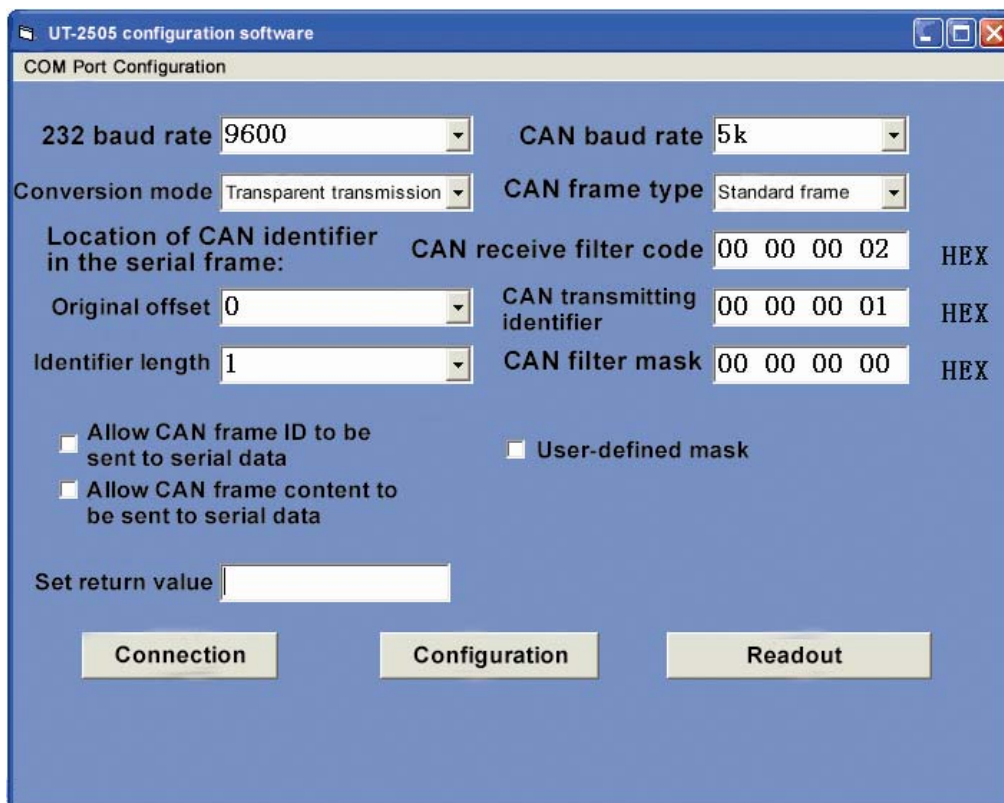 UT-2505 configuration software
COM Port Configuration
232 baud rate 9600
CAN baud rate 5k
Conversion mode Transparent transmission
CAN frame type Standard frame
Location of CAN identifier
in the serial frame:
CAN receive filter code 00 00 00 02 HEX
Original offset 0
CAN transmitting
identifier 00 00 00 01 HEX
Identifier length 1
CAN filter mask 00 00 00 00 HEX
Allow CAN frame ID to be
sent to serial data
User-defined mask
Allow CAN frame content to
be sent to serial data
Set return value
Connection
Configuration
Readout